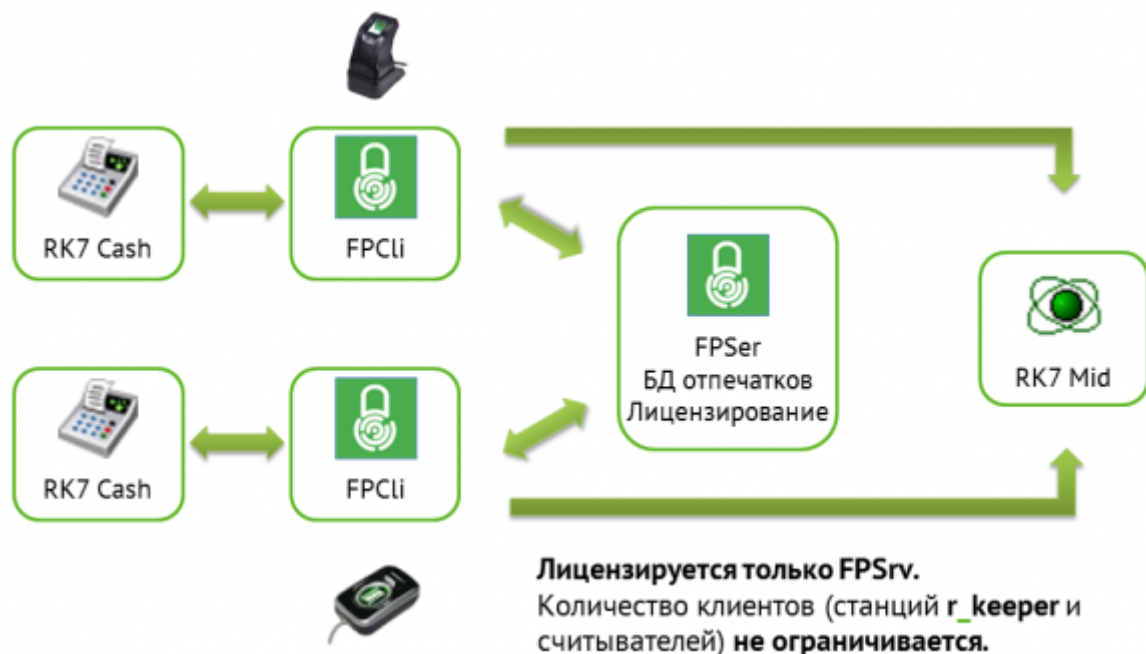 RK7 Cash
FPCli
FPSer
БД отпечатков
Лицензирование
RK7 Mid
RK7 Cash
FPCli
Лицензируется только FPSrv.
Количество клиентов (станций r_keeper и
считывателей) не ограничивается.